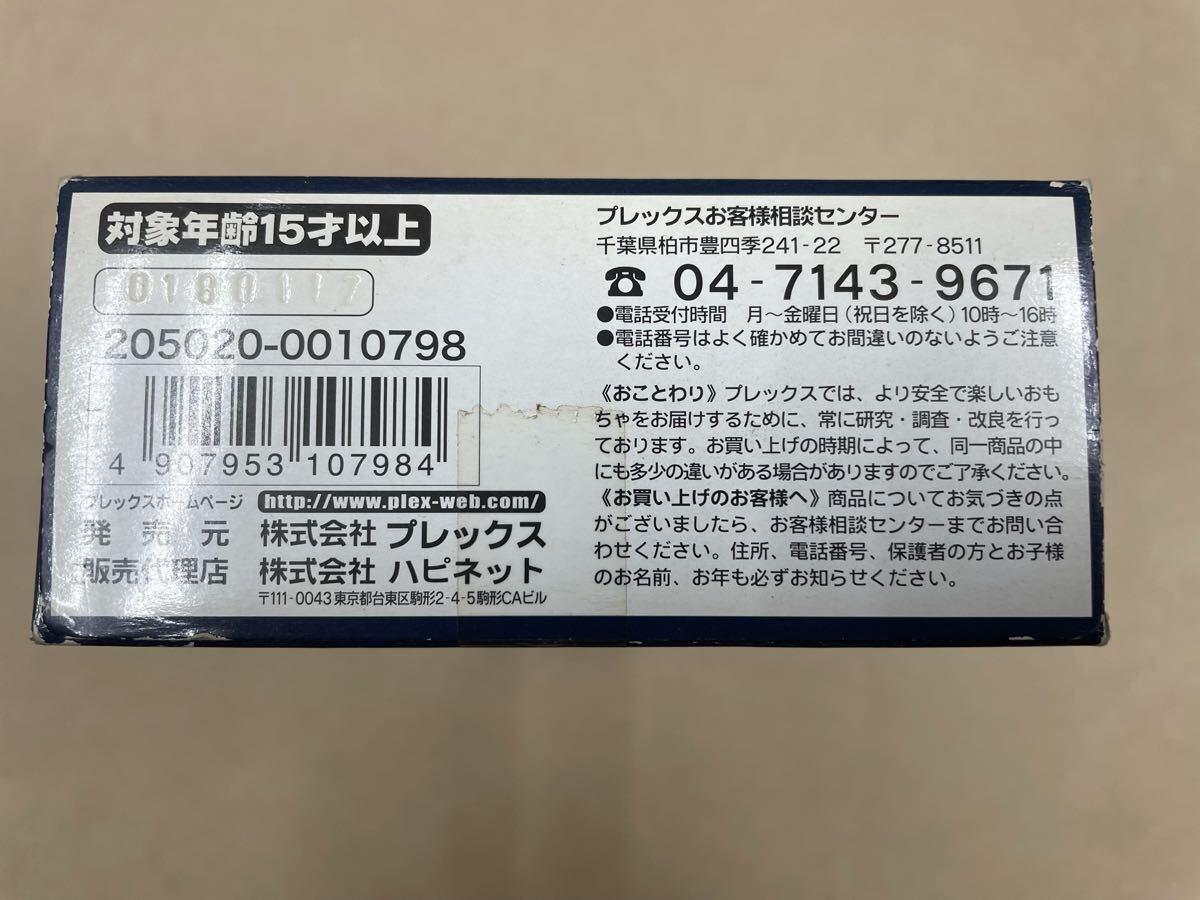 対象年齢15才以上
0180117
205020-0010798
4 907953 107984
プレックスホームページ http://www.plex-web.com/
発売元 株式会社 プレックス
販売代理店 株式会社 ハピネット
〒111-0043 東京都台東区駒形2-4-5駒形CAビル
プレックスお客様相談センター
千葉県柏市豊四季241-22 〒277-8511
☎ 04-7143-9671
●電話受付時間 月～金曜日(祝日を除く)10時～16時
●電話番号はよく確かめてお間違いのないようご注意
ください。
《おことわり》プレックスでは、より安全で楽しいおも
ちゃをお届けするために、常に研究・調査・改良を行っ
ております。お買い上げの時期によって、同一商品の中
にも多少の違いがある場合がありますのでご了承ください。
《お買い上げのお客様へ》商品についてお気づきの点
がございましたら、お客様相談センターまでお問い合
わせください。住所、電話番号、保護者の方とお子様
のお名前、お年も必ずお知らせください。